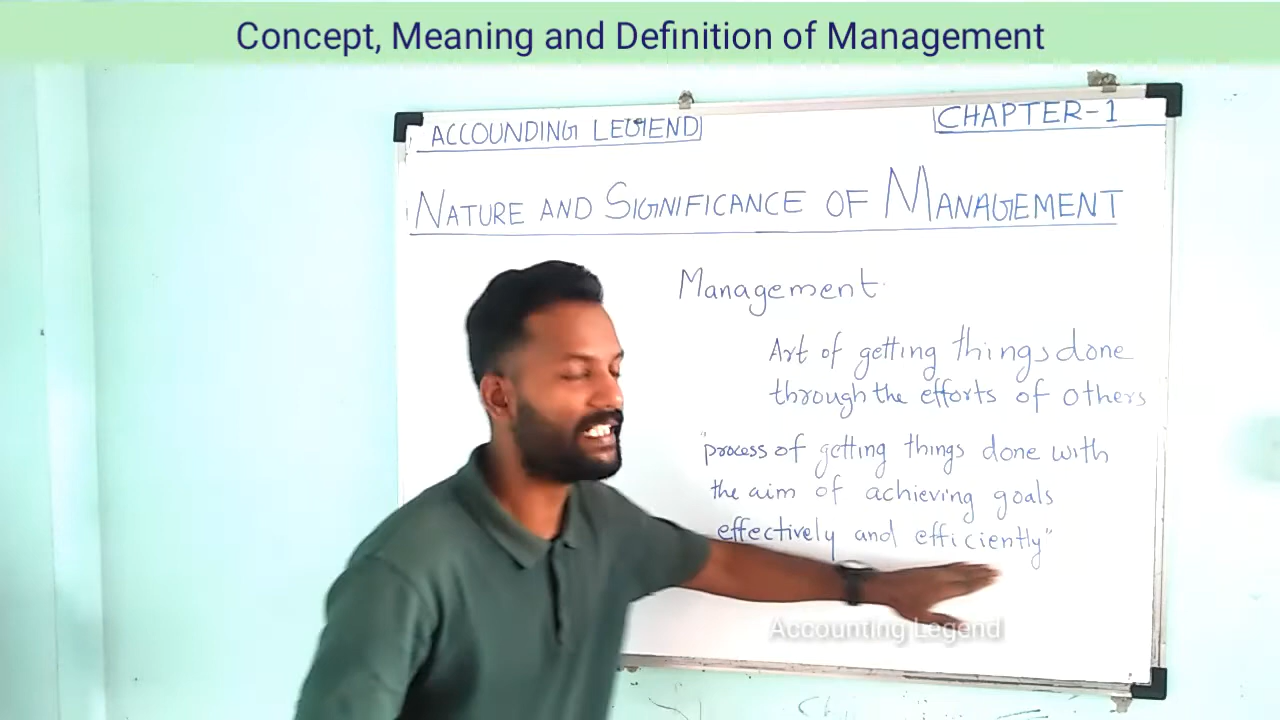 Concept, Meaning and Definition of Management
ACCOUNDING LEGEND
CHAPTER-1
NATURE AND SIGNIFICANCE OF MANAGEMENT
Management
Art of getting things done
through the efforts of others
"process of getting things done with
the aim of achieving goals
effectively and efficiently"
Accounting Legend